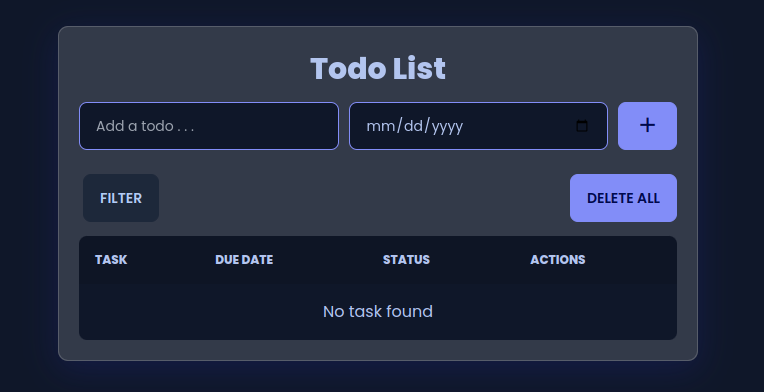 Todo List
Add a todo . . .
mm/dd/yyyy
+
FILTER
DELETE ALL
TASK DUE DATE STATUS ACTIONS
No task found